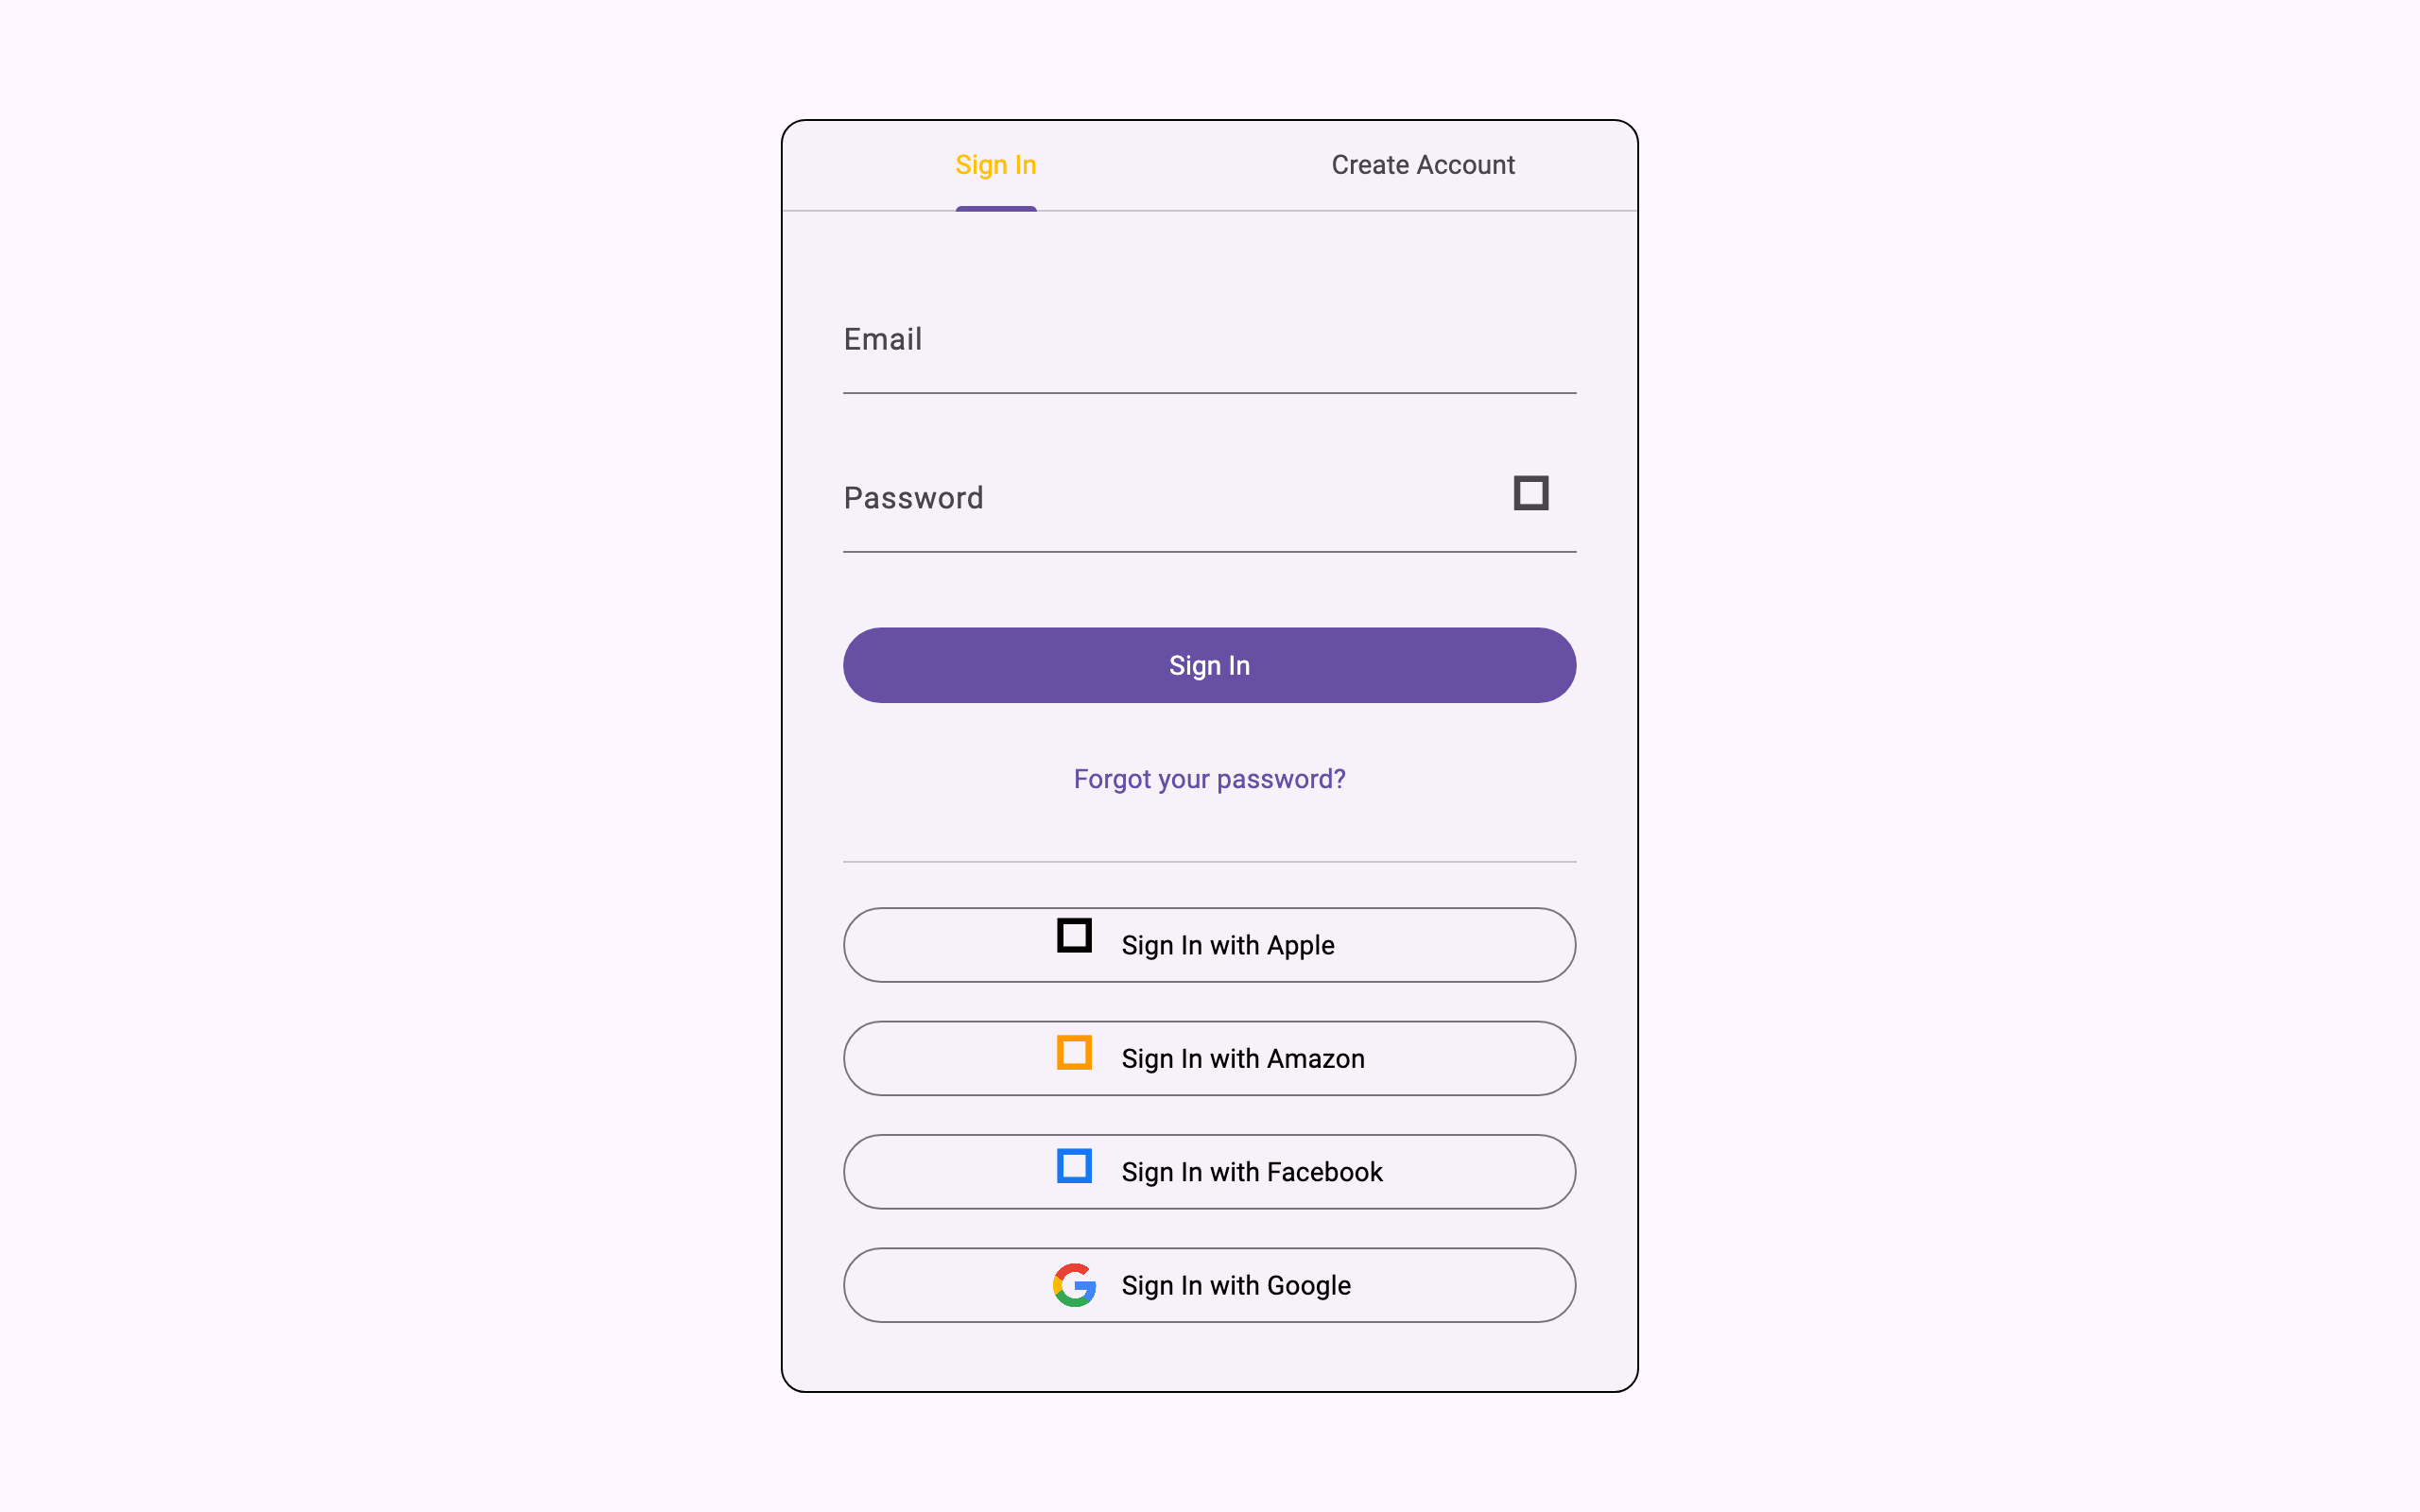 Sign In
Create Account
Email
Password
Sign In
Forgot your password?
Sign In with Apple
Sign In with Amazon
Sign In with Facebook
Sign In with Google